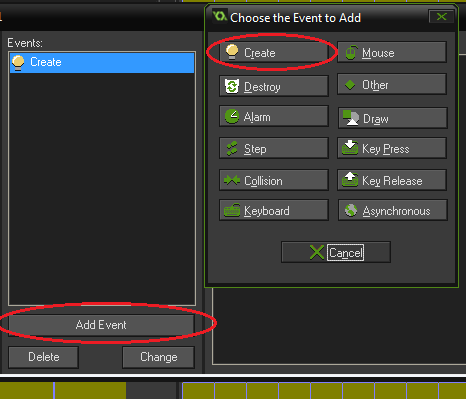 Choose the Event to Add
Events:
Create
Create
Mouse
Destroy
Other
Alarm
Draw
Step
Key Press
Collision
Key Release
Keyboard
Asynchronous
Cancel
Add Event
Delete
Change